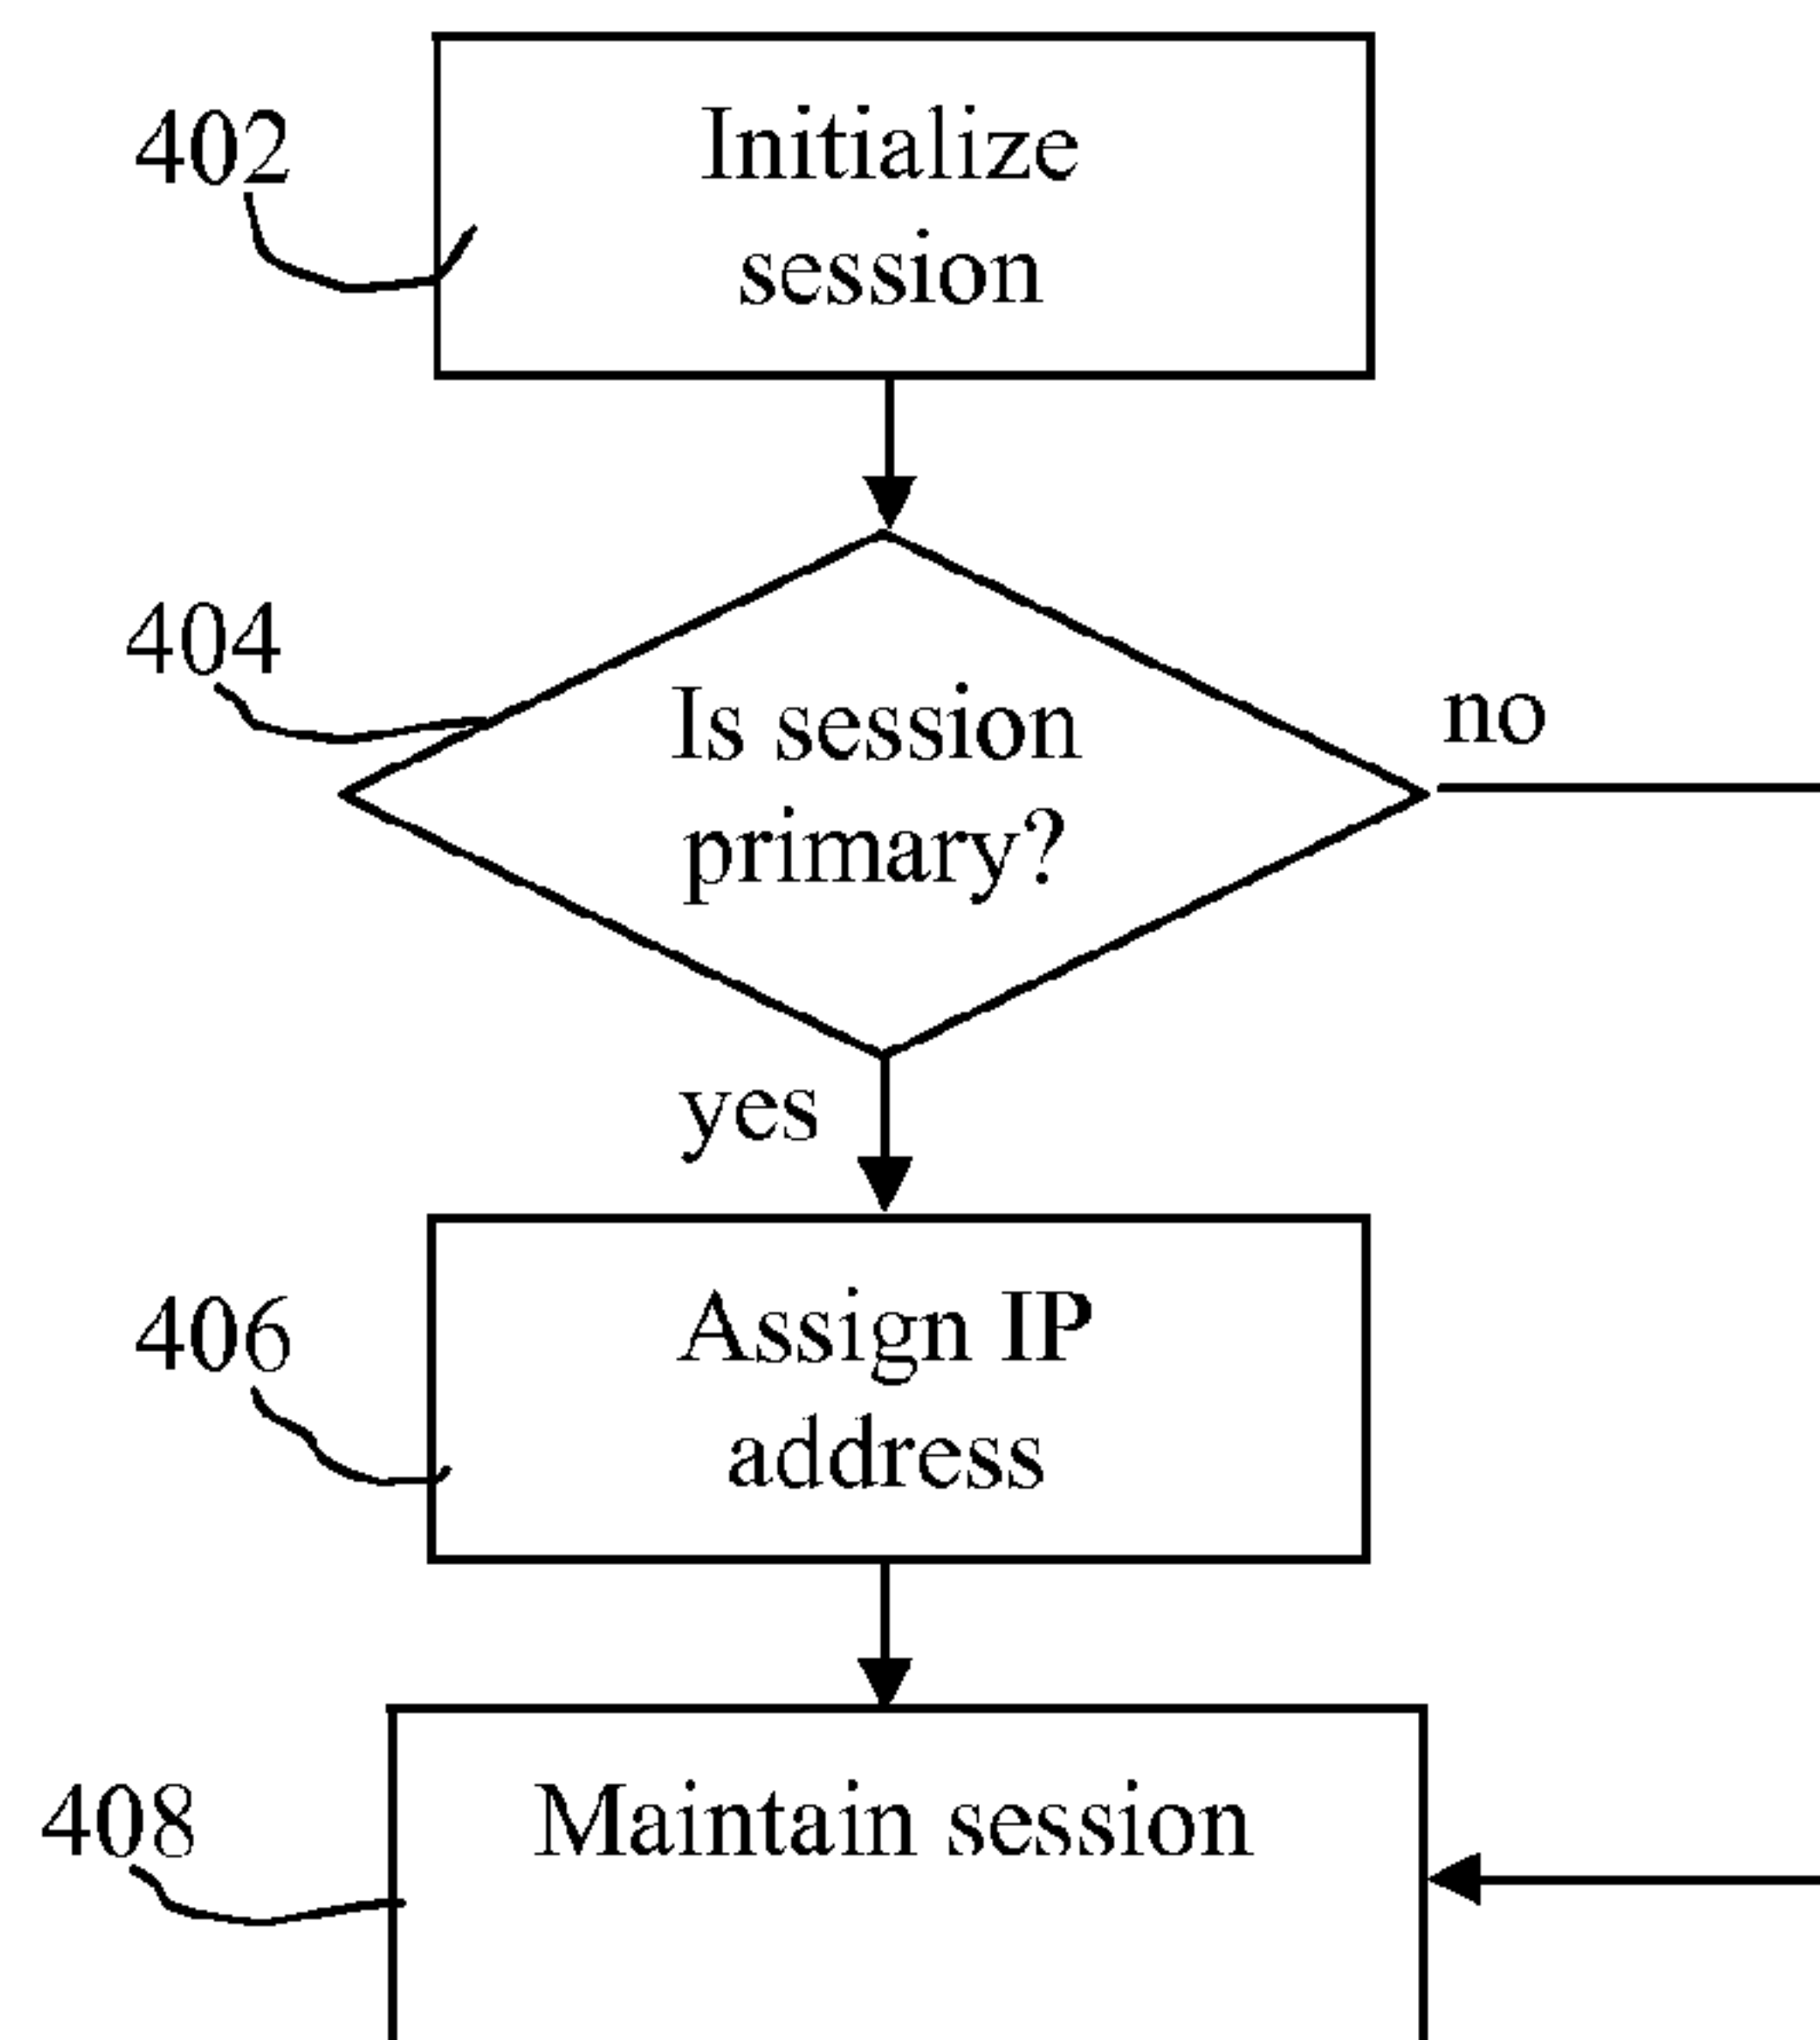 402
Initialize
session
404
Is session
primary?
no
yes
406
Assign IP
address
408
Maintain session